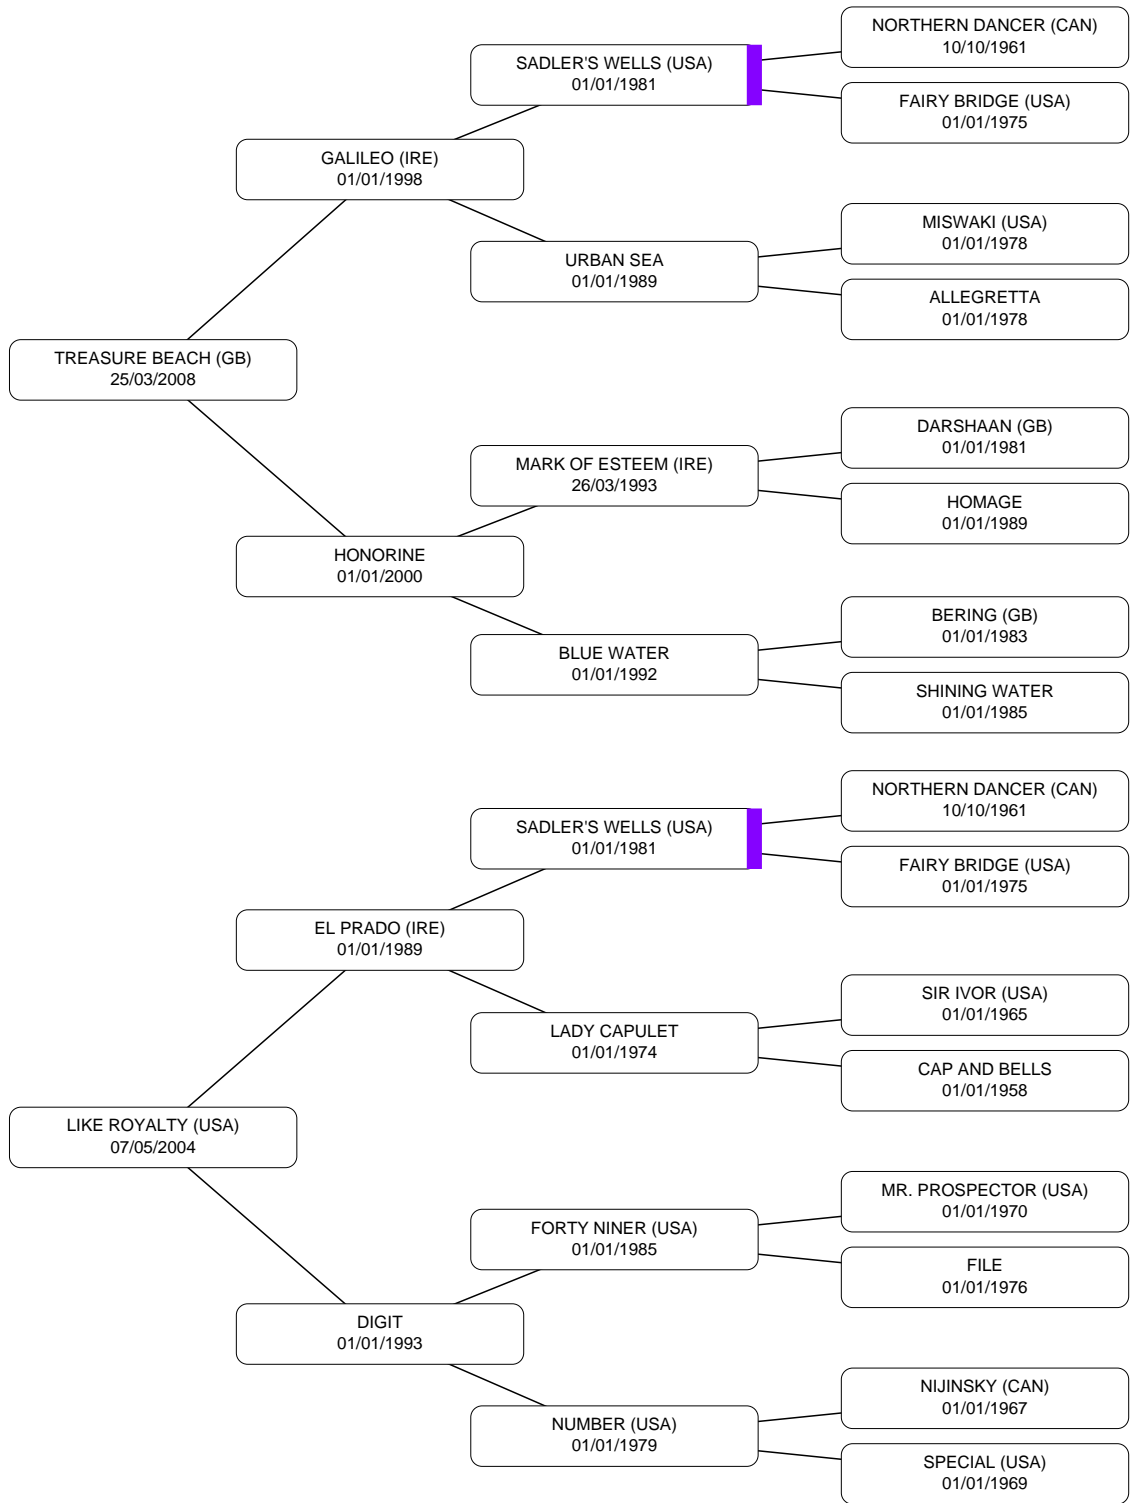 NORTHERN DANCER (CAN)
10/10/1961
SADLER'S WELLS (USA)
01/01/1981
FAIRY BRIDGE (USA)
01/01/1975
GALILEO (IRE)
01/01/1998
MISWAKI (USA)
01/01/1978
URBAN SEA
01/01/1989
ALLEGRETTA
01/01/1978
TREASURE BEACH (GB)
25/03/2008
DARSHAAN (GB)
01/01/1981
MARK OF ESTEEM (IRE)
26/03/1993
HOMAGE
01/01/1989
HONORINE
01/01/2000
BERING (GB)
01/01/1983
BLUE WATER
01/01/1992
SHINING WATER
01/01/1985
NORTHERN DANCER (CAN)
10/10/1961
SADLER'S WELLS (USA)
01/01/1981
FAIRY BRIDGE (USA)
01/01/1975
EL PRADO (IRE)
01/01/1989
SIR IVOR (USA)
01/01/1965
LADY CAPULET
01/01/1974
CAP AND BELLS
01/01/1958
LIKE ROYALTY (USA)
07/05/2004
MR. PROSPECTOR (USA)
01/01/1970
FORTY NINER (USA)
01/01/1985
FILE
01/01/1976
DIGIT
01/01/1993
NIJINSKY (CAN)
01/01/1967
NUMBER (USA)
01/01/1979
SPECIAL (USA)
01/01/1969